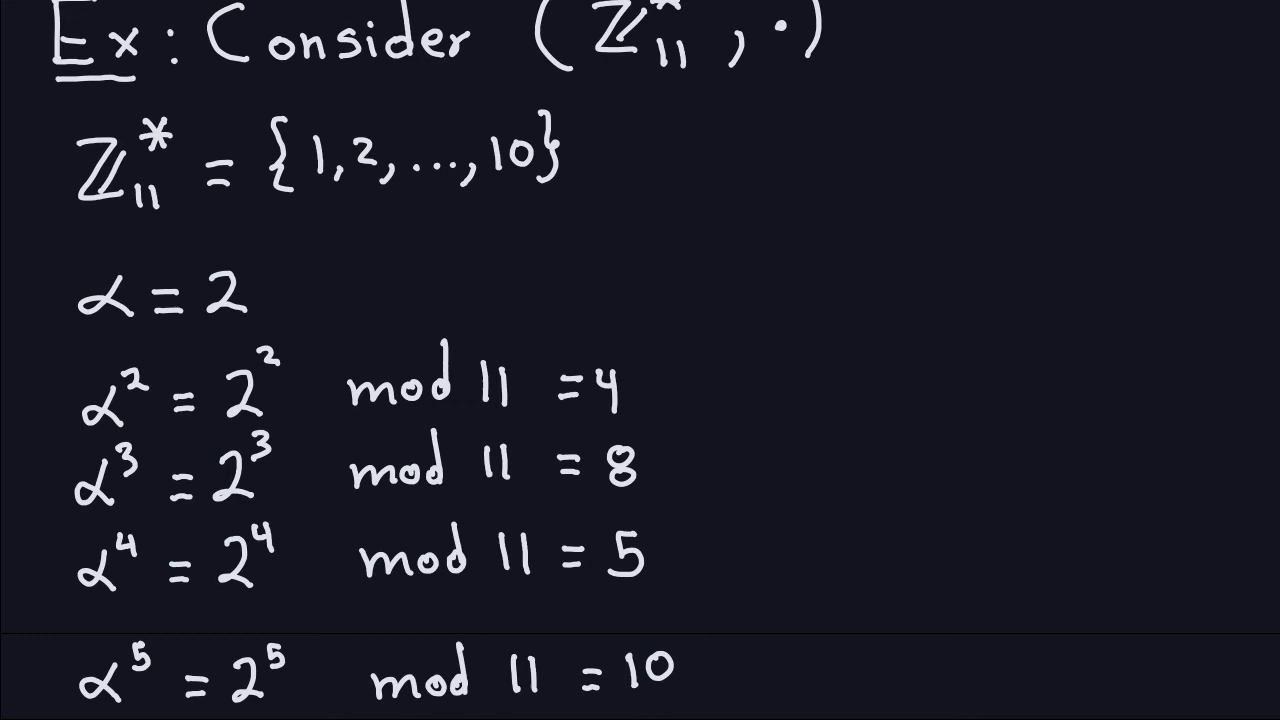 Ex: Consider (ℤ*₁₁, ·)
ℤ*₁₁ = {1, 2, ..., 10}
α = 2
α² = 2² mod 11 = 4
α³ = 2³ mod 11 = 8
α⁴ = 2⁴ mod 11 = 5
α⁵ = 2⁵ mod 11 = 10